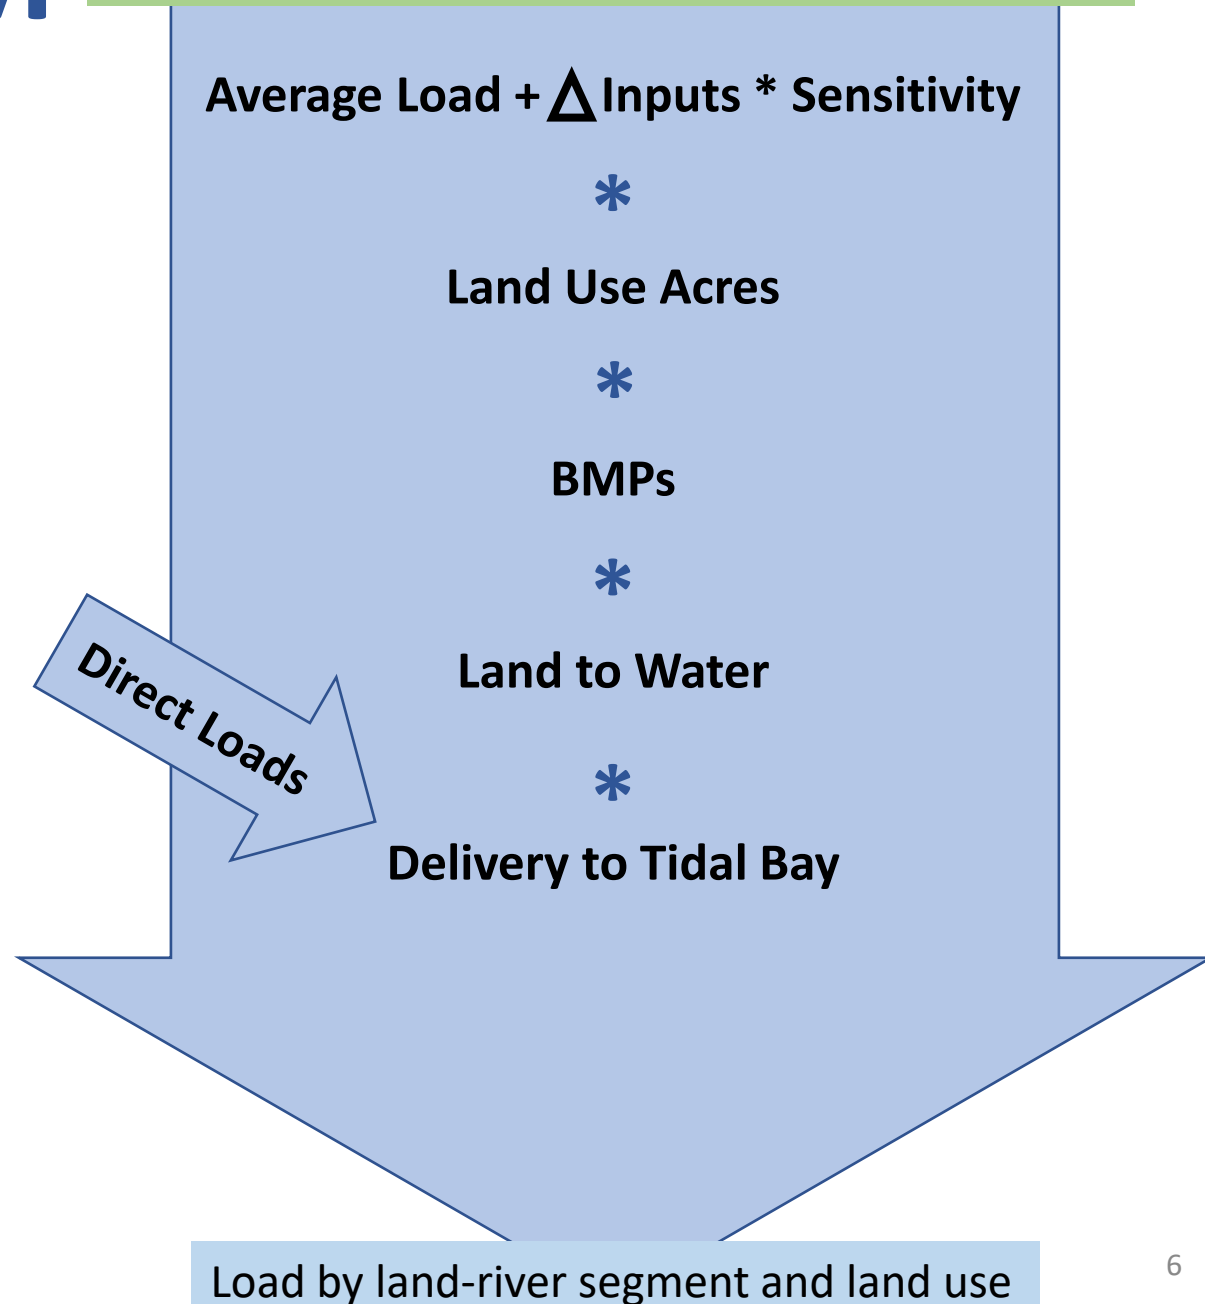 Average Load + Δ Inputs * Sensitivity
*
Land Use Acres
*
BMPs
*
Land to Water
Direct Loads
*
Delivery to Tidal Bay
Load by land-river segment and land use
6